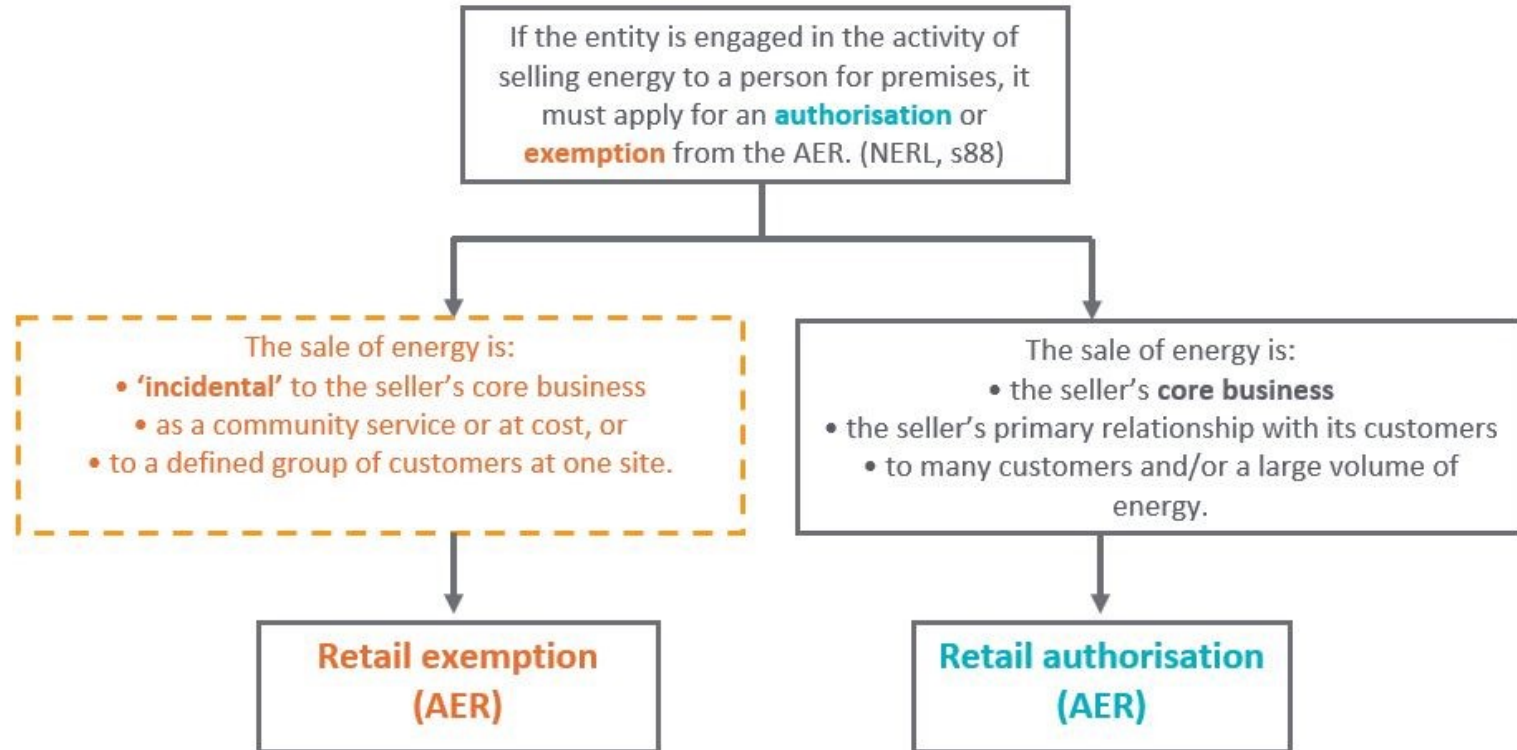 If the entity is engaged in the activity of
selling energy to a person for premises, it
must apply for an authorisation or
exemption from the AER. (NERL, s88)
The sale of energy is:
• ‘incidental’ to the seller’s core business
• as a community service or at cost, or
• to a defined group of customers at one site.
The sale of energy is:
• the seller’s core business
• the seller’s primary relationship with its customers
• to many customers and/or a large volume of
energy.
Retail exemption
(AER)
Retail authorisation
(AER)